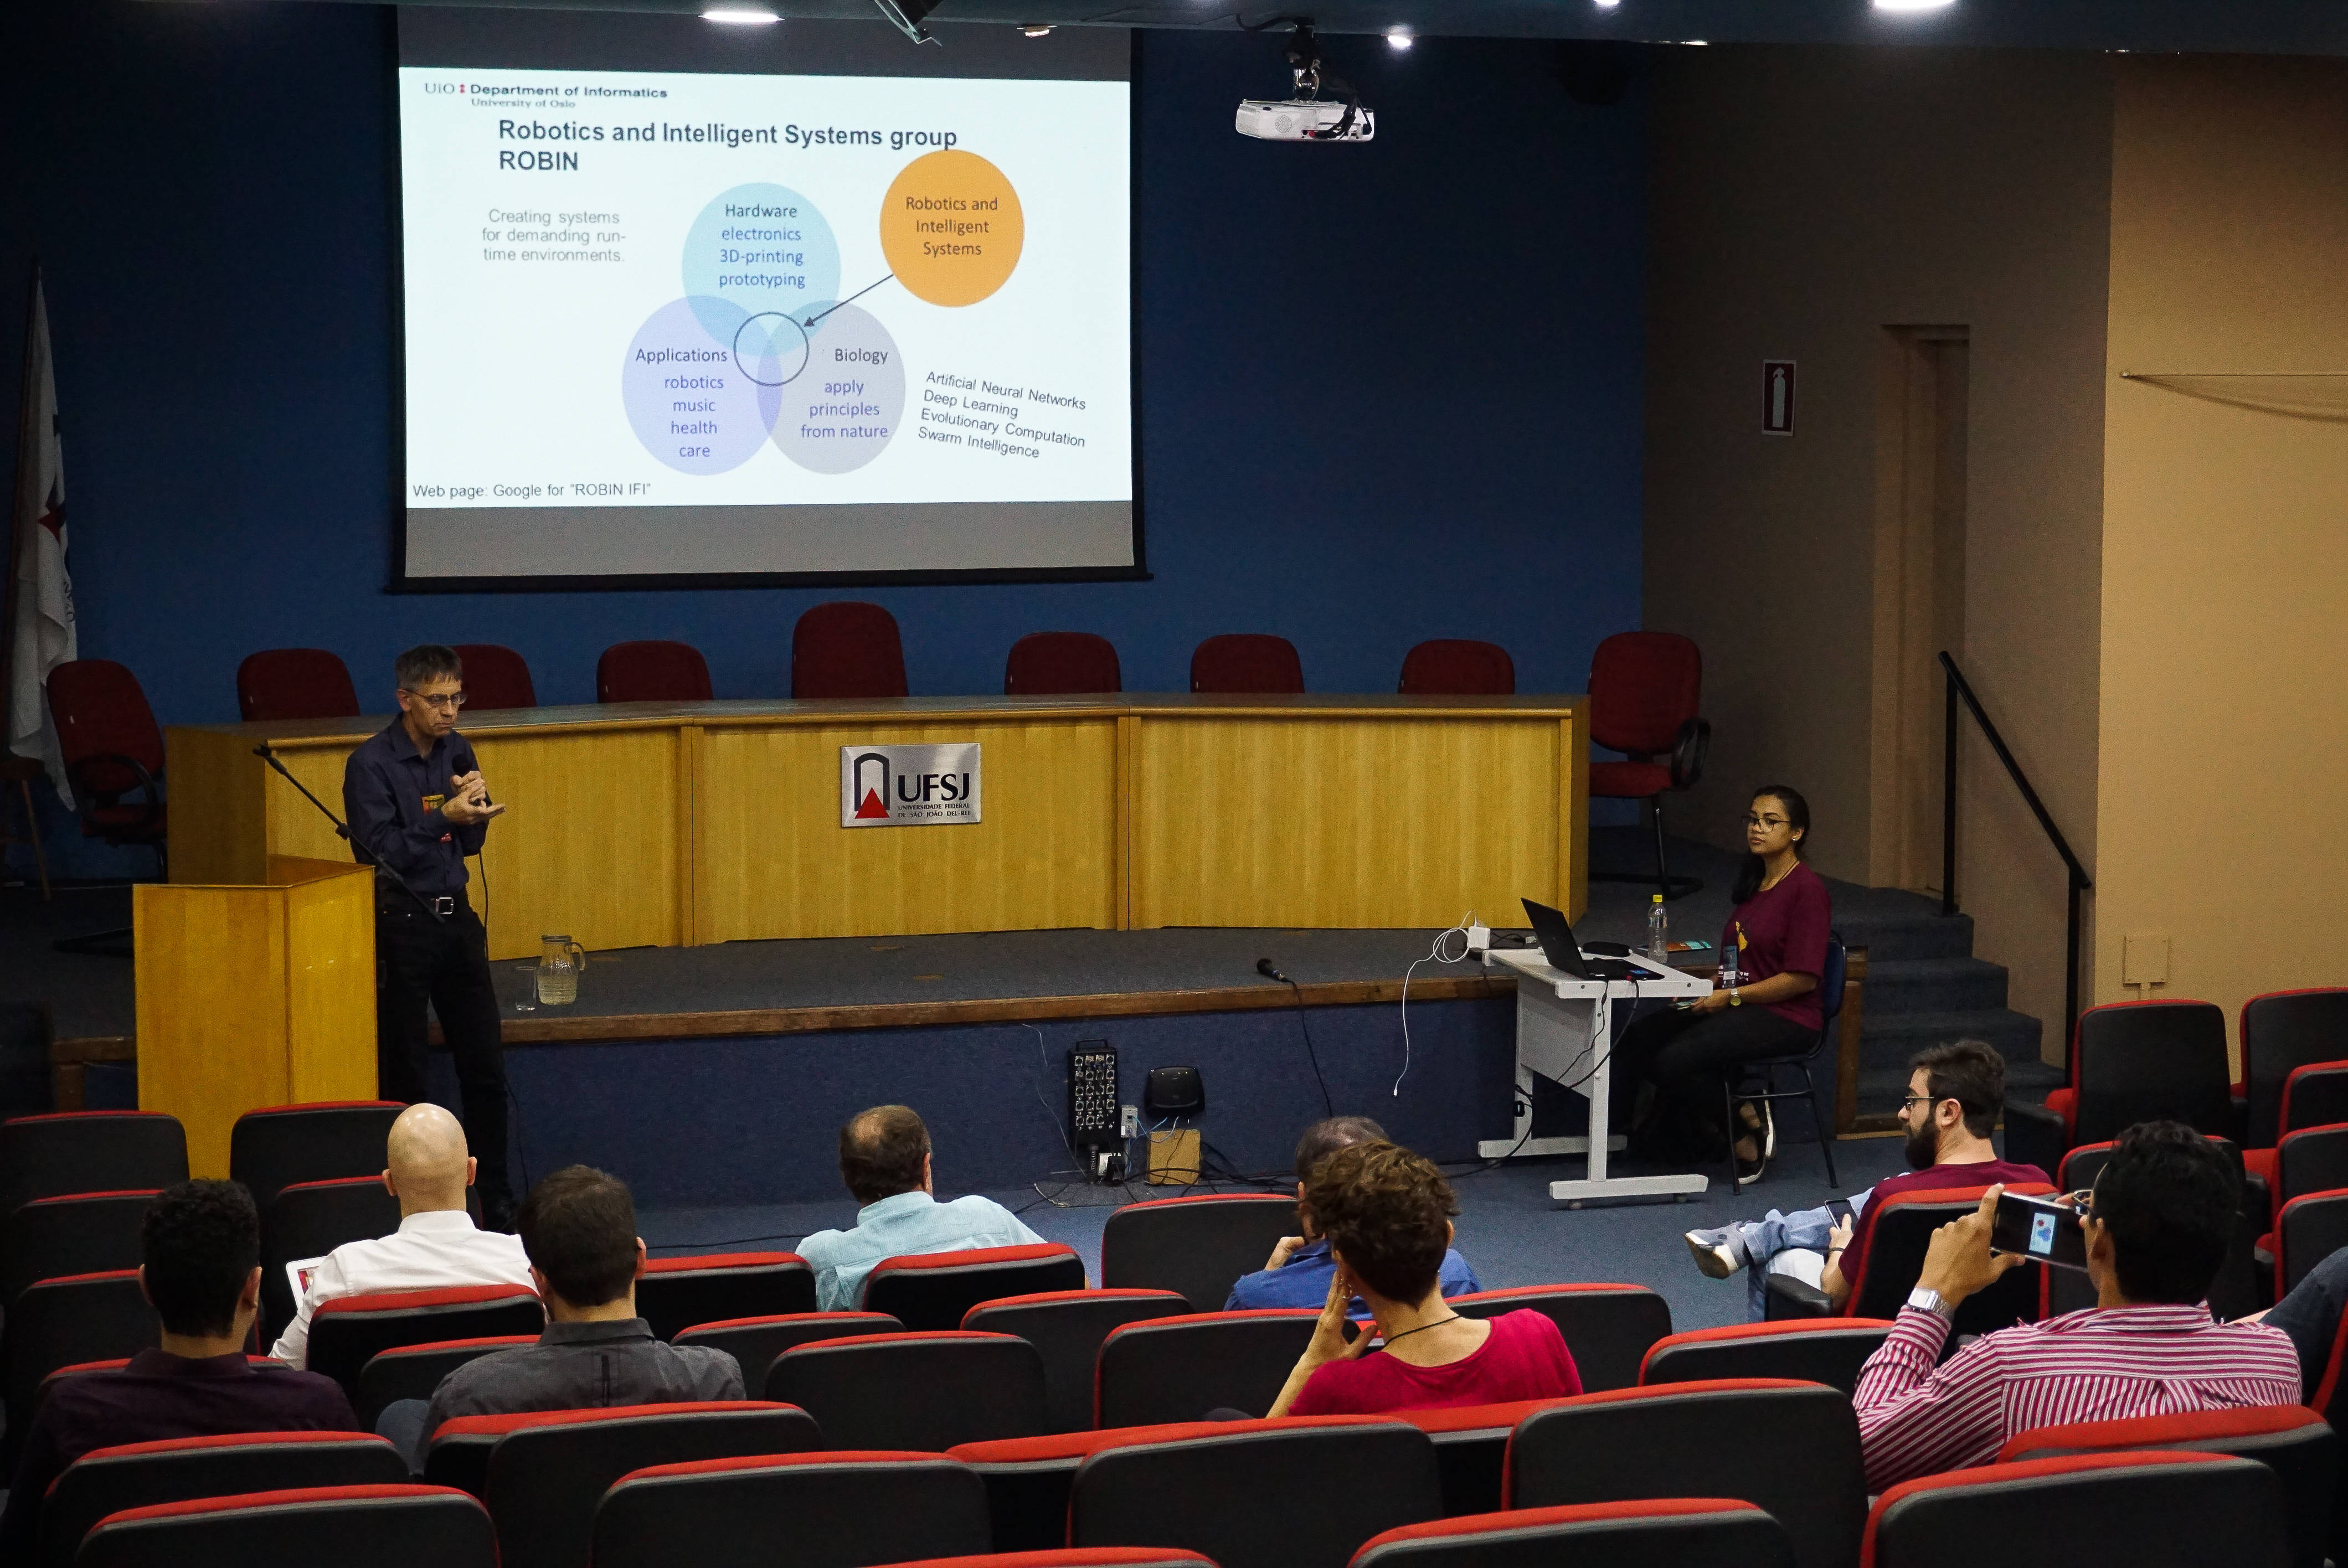 UiO Department of Informatics
University of Oslo
Robotics and Intelligent Systems group
ROBIN
Creating systems
for demanding run-
time environments.
Hardware
electronics
3D-printing
prototyping
Robotics and
Intelligent
Systems
Applications
robotics
music
health
care
Biology
apply
principles
from nature
Artificial Neural Networks
Deep Learning
Evolutionary Computation
Swarm Intelligence
Web page: Google for "ROBIN IFI"
UFSJ
UNIVERSIDADE FEDERAL
DE SÃO JOÃO DEL-REI